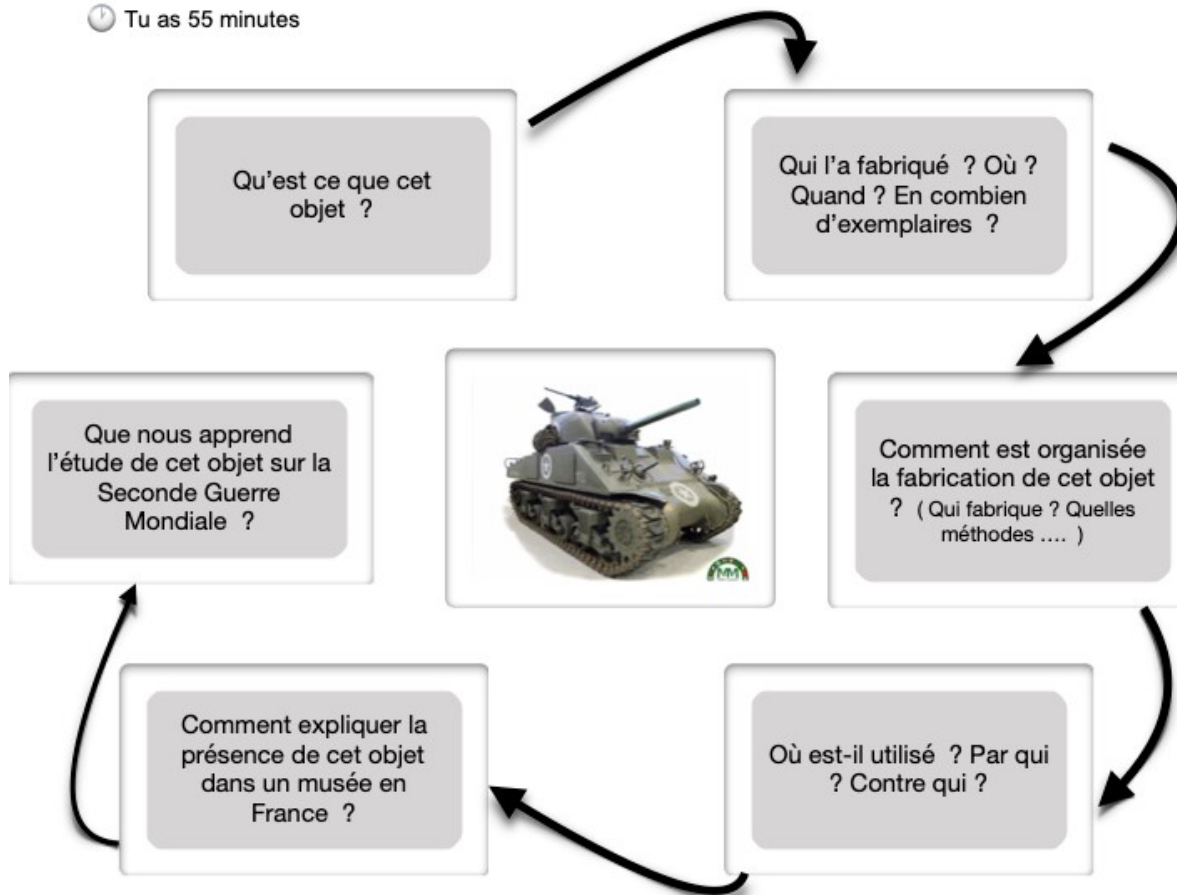 Tu as 55 minutes
Qu'est ce que cet
objet  ?
Qui l'a fabriqué  ? Où ?
Quand ? En combien
d'exemplaires  ?
Comment est organisée
la fabrication de cet objet
?  ( Qui fabrique ? Quelles
méthodes .... )
Où est-il utilisé  ? Par qui
? Contre qui ?
Comment expliquer la
présence de cet objet
dans un musée en
France  ?
Que nous apprend
l'étude de cet objet sur la
Seconde Guerre
Mondiale  ?
MM